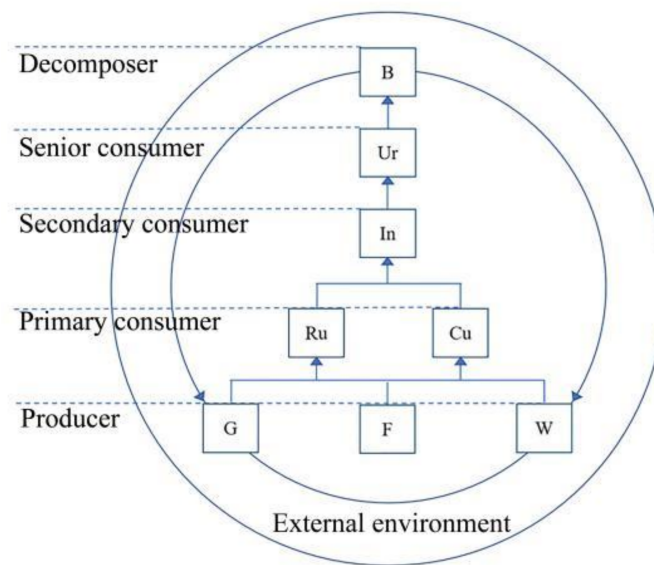 Decomposer
B
Senior consumer
Ur
Secondary consumer
In
Primary consumer
Ru
Cu
Producer
G
F
W
External environment